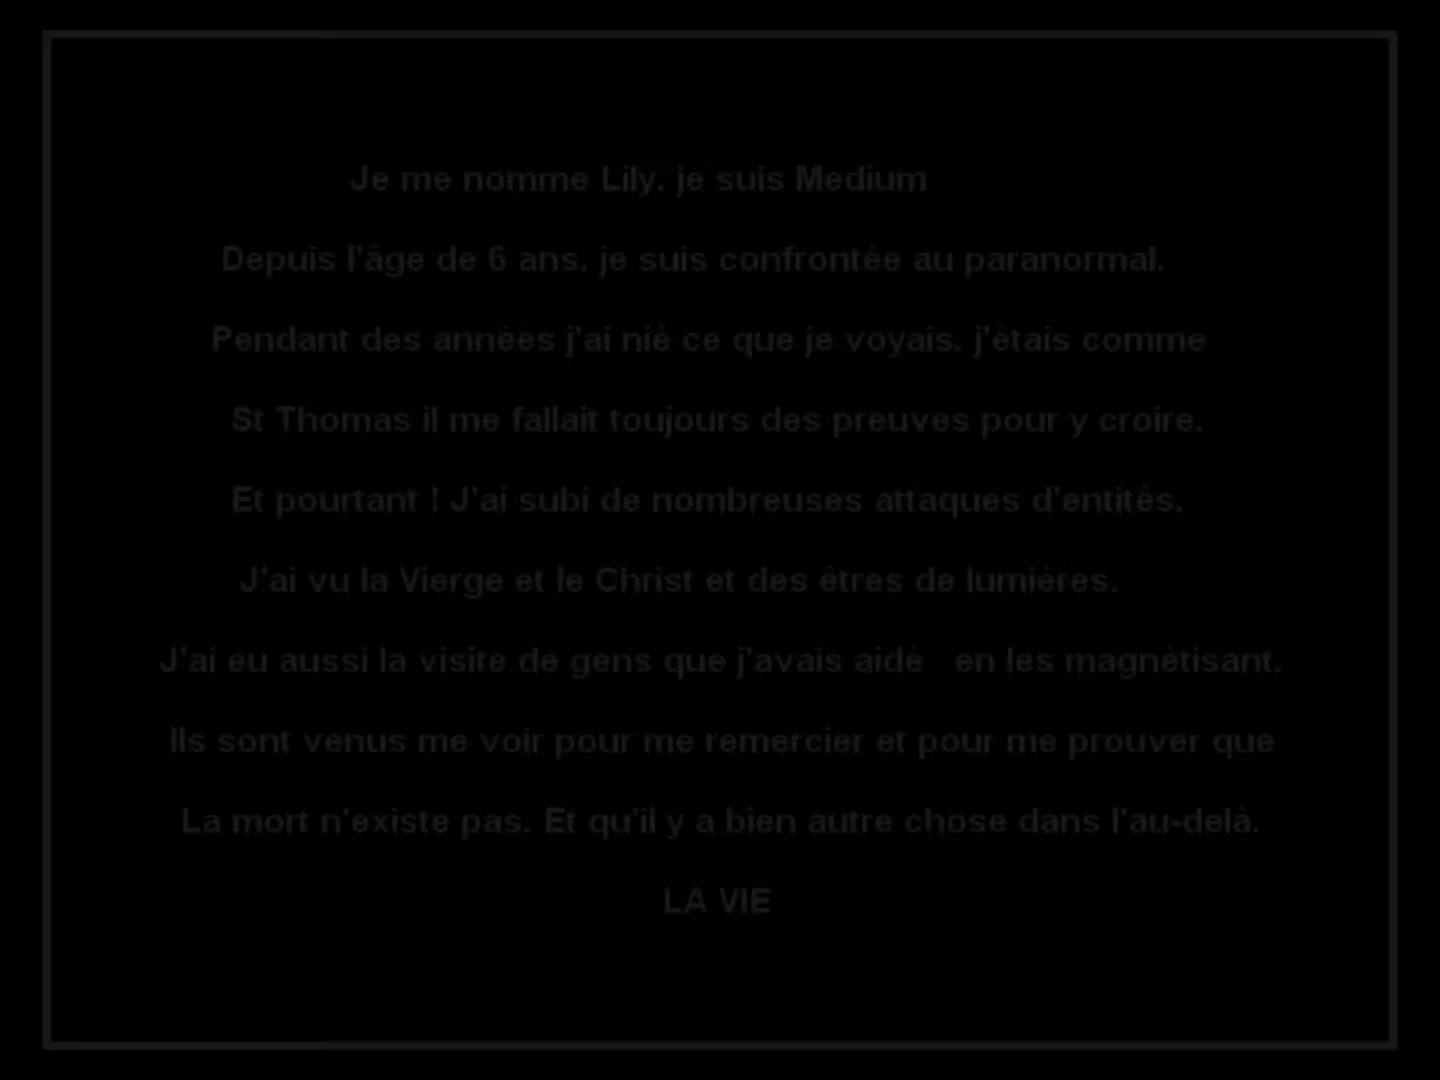 Je me nomme Lily. je suis Medium
Depuis l'âge de 6 ans. je suis confrontée au paranormal.
Pendant des années j'ai nié ce que je voyais. j'étais comme
St Thomas il me fallait toujours des preuves pour y croire.
Et pourtant ! J'ai subi de nombreuses attaques d'entités.
J'ai vu la Vierge et le Christ et des êtres de lumières.
J'ai eu aussi la visite de gens que j'avais aidé en les magnétisant.
Ils sont venus me voir pour me remercier et pour me prouver que
La mort n'existe pas. Et qu'il y a bien autre chose dans l'au-delà.
LA VIE